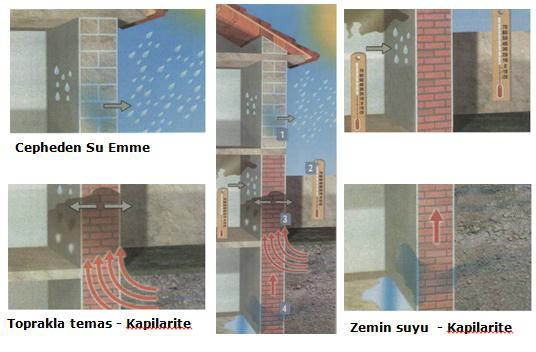 Cepheden Su Emme
1
2
3
4
Toprakla temas - Kapilarite
Zemin suyu - Kapilarite